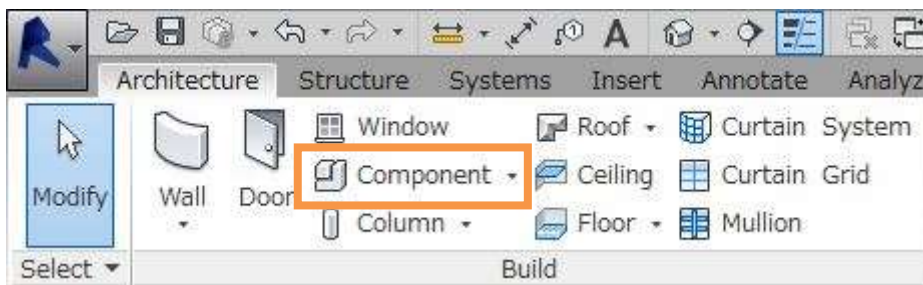 A
Architecture Structure Systems Insert Annotate Analyz
Window Roof Curtain System
Modify Wall Door Component Ceiling Curtain Grid
Column Floor Mullion
Select Build